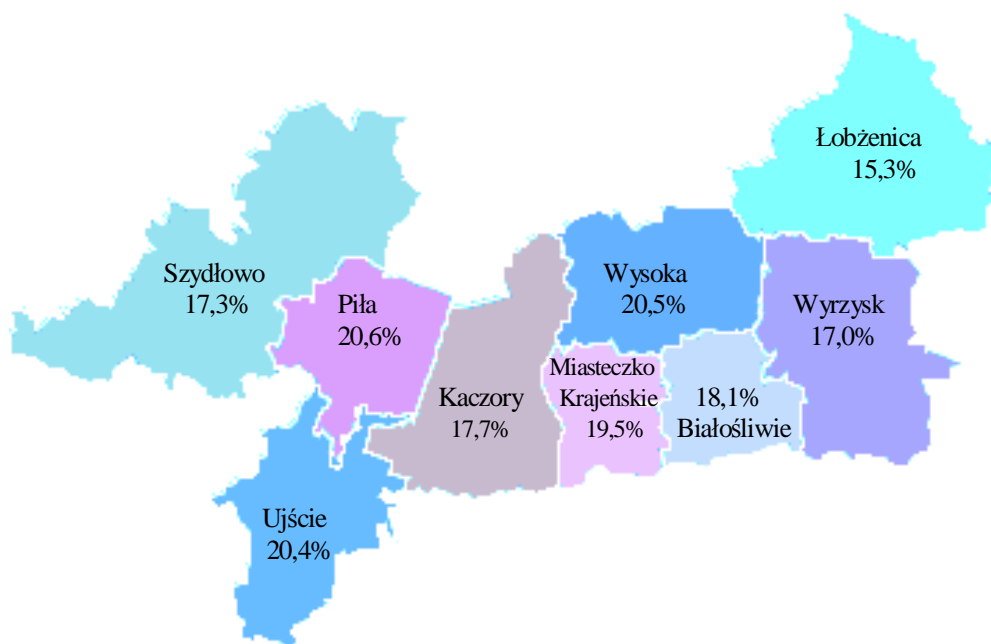 Łobżenica
15,3%
Szydłowo
17,3%
Piła
20,6%
Wysoka
20,5%
Wyrzysk
17,0%
Kaczory
17,7%
Miasteczko
Krajeńskie
19,5%
18,1%
Białośliwie
Ujście
20,4%